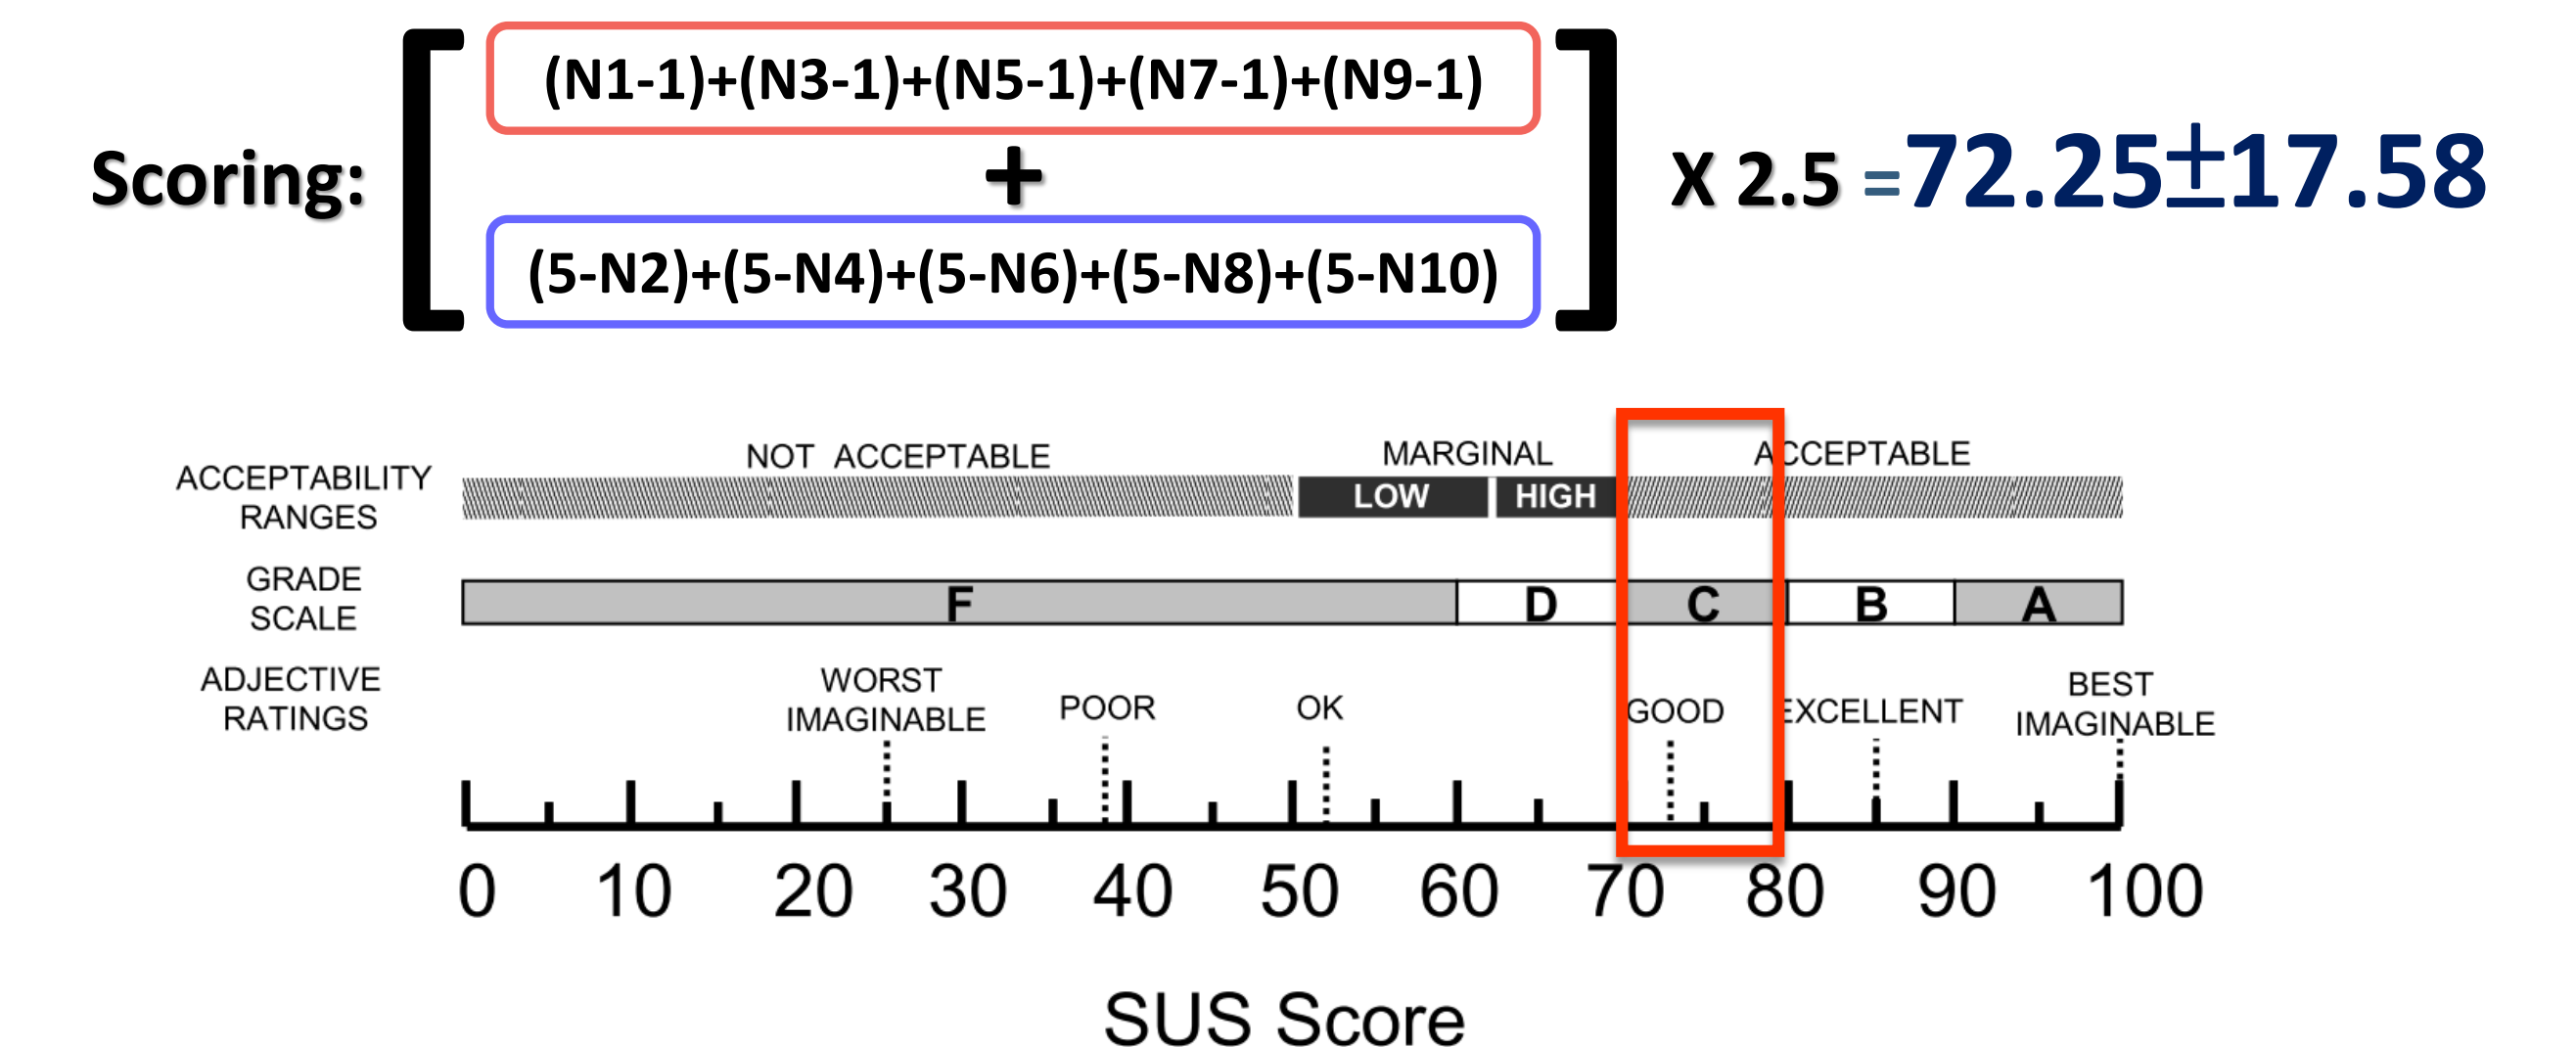 (N1-1)+(N3-1)+(N5-1)+(N7-1)+(N9-1)
Scoring: + X 2.5 =72.25±17.58
(5-N2)+(5-N4)+(5-N6)+(5-N8)+(5-N10)
NOT ACCEPTABLE MARGINAL ACCEPTABLE
ACCEPTABILITY
RANGES
LOW HIGH
GRADE
SCALE
F D C B A
ADJECTIVE
RATINGS
WORST
IMAGINABLE
POOR
OK
GOOD
EXCELLENT
BEST
IMAGINABLE
0 10 20 30 40 50 60 70 80 90 100
SUS Score